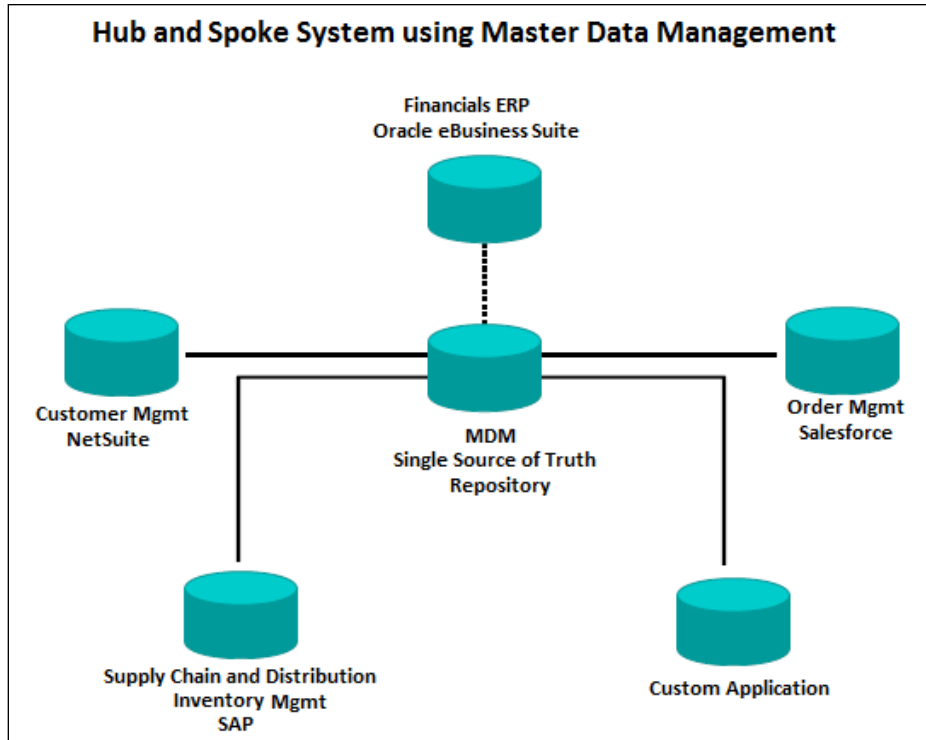 Hub and Spoke System using Master Data Management
Financials ERP
Oracle eBusiness Suite
Customer Mgmt
NetSuite
MDM
Single Source of Truth
Repository
Order Mgmt
Salesforce
Supply Chain and Distribution
Inventory Mgmt
SAP
Custom Application